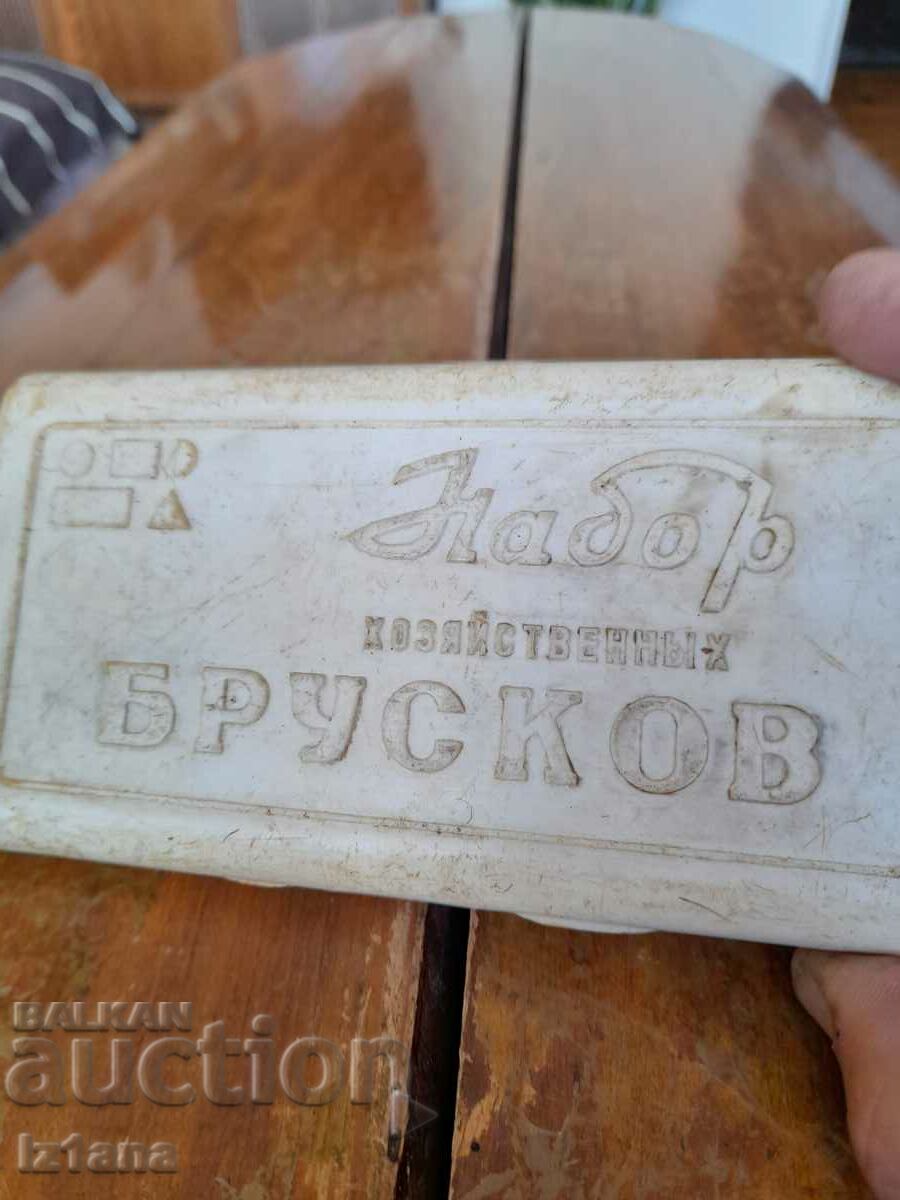 Набор
ХОЗЯЙСТВЕННЫХ
БРУСКОВ
BALKAN
auction
Iz1ana